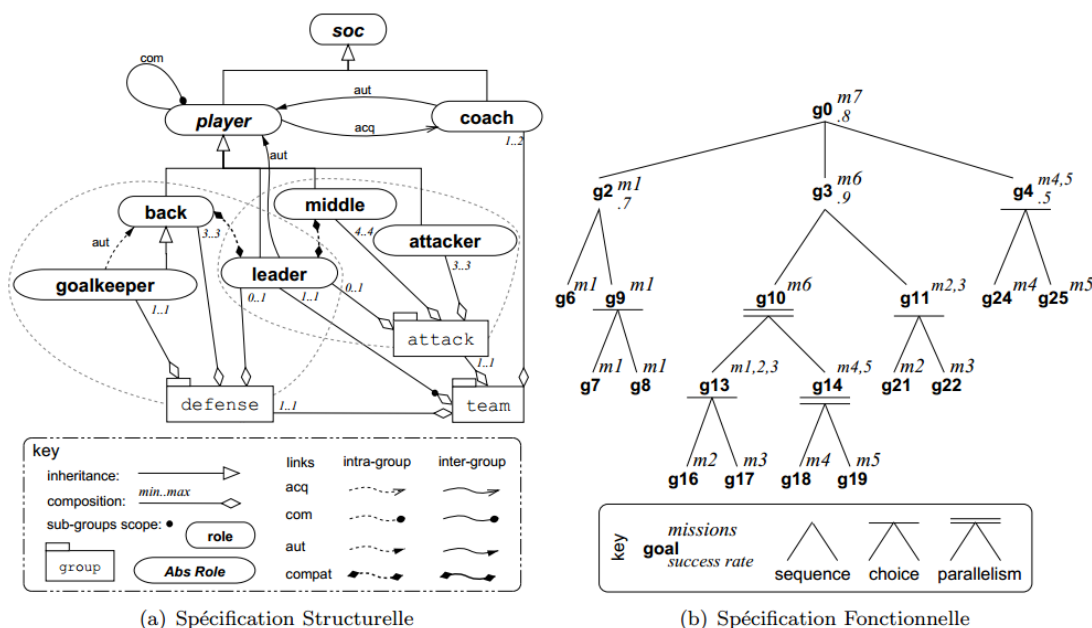 soc
com
aut
player
acq
coach
1..2
aut
back
middle
aut
3..3
4..4
attacker
goalkeeper
leader
3..3
1..1
0..1
1..1
0..1
attack
1..1
defense
1..1
team
key
inheritance:
composition:
min..max
sub-groups scope:
role
group
Abs Role
links
intra-group
inter-group
acq
com
aut
compat
(a) Spécification Structurelle
g0 m7
.8
g2 m1
.7
g3 m6
.9
g4 m4,5
.5
g6 m1
g9 m1
g10 m6
g11 m2,3
g24 m4
g25 m5
g7 m1
g8 m1
g13 m1,2,3
g14 m4,5
g21 m2
g22 m3
g16 m2
g17 m3
g18 m4
g19 m5
key
missions
goal
success rate
sequence
choice
parallelism
(b) Spécification Fonctionnelle